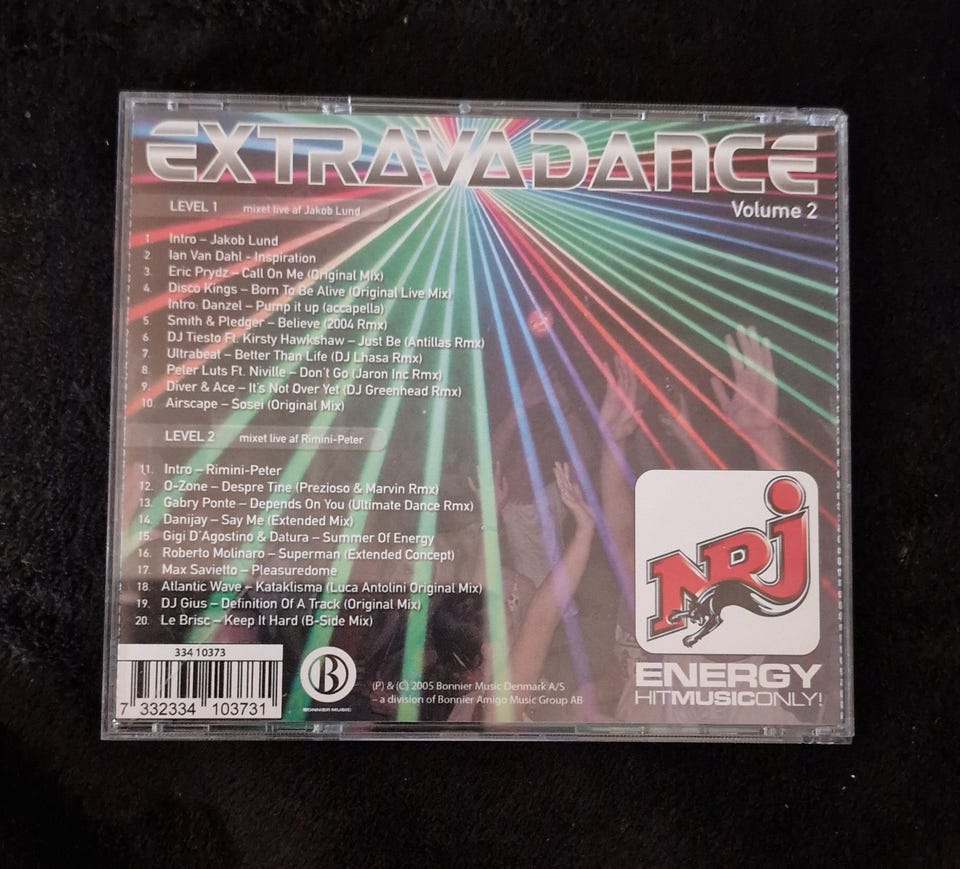 EXTRAVADANCE
Volume 2
LEVEL 1 mixet live af Jakob Lund
1. Intro – Jakob Lund
2. Ian Van Dahl - Inspiration
3. Eric Prydz – Call On Me (Original Mix)
4. Disco Kings – Born To Be Alive (Original Live Mix)
Intro: Danzel – Pump it up (accapella)
5. Smith & Pledger – Believe (2004 Rmx)
6. DJ Tiesto Ft. Kirsty Hawkshaw – Just Be (Antillas Rmx)
7. Ultrabeat – Better Than Life (DJ Lhasa Rmx)
8. Peter Luts Ft. Niville – Don't Go (Jaron Inc Rmx)
9. Diver & Ace – It's Not Over Yet (DJ Greenhead Rmx)
10. Airscape – Sosei (Original Mix)
LEVEL 2 mixet live af Rimini-Peter
11. Intro – Rimini-Peter
12. O-Zone – Despre Tine (Prezioso & Marvin Rmx)
13. Gabry Ponte – Depends On You (Ultimate Dance Rmx)
14. Danijay – Say Me (Extended Mix)
15. Gigi D'Agostino & Datura – Summer Of Energy
16. Roberto Molinaro – Superman (Extended Concept)
17. Max Savietto – Pleasuredome
18. Atlantic Wave – Kataklisma (Luca Antolini Original Mix)
19. DJ Gius – Definition Of A Track (Original Mix)
20. Le Brisc – Keep It Hard (B-Side Mix)
NRJ
ENERGY
HITMUSICONLY!
334 10373
7 332334 103731
B
BONNIER MUSIC
(P) & (C) 2005 Bonnier Music Denmark A/S
– a division of Bonnier Amigo Music Group AB